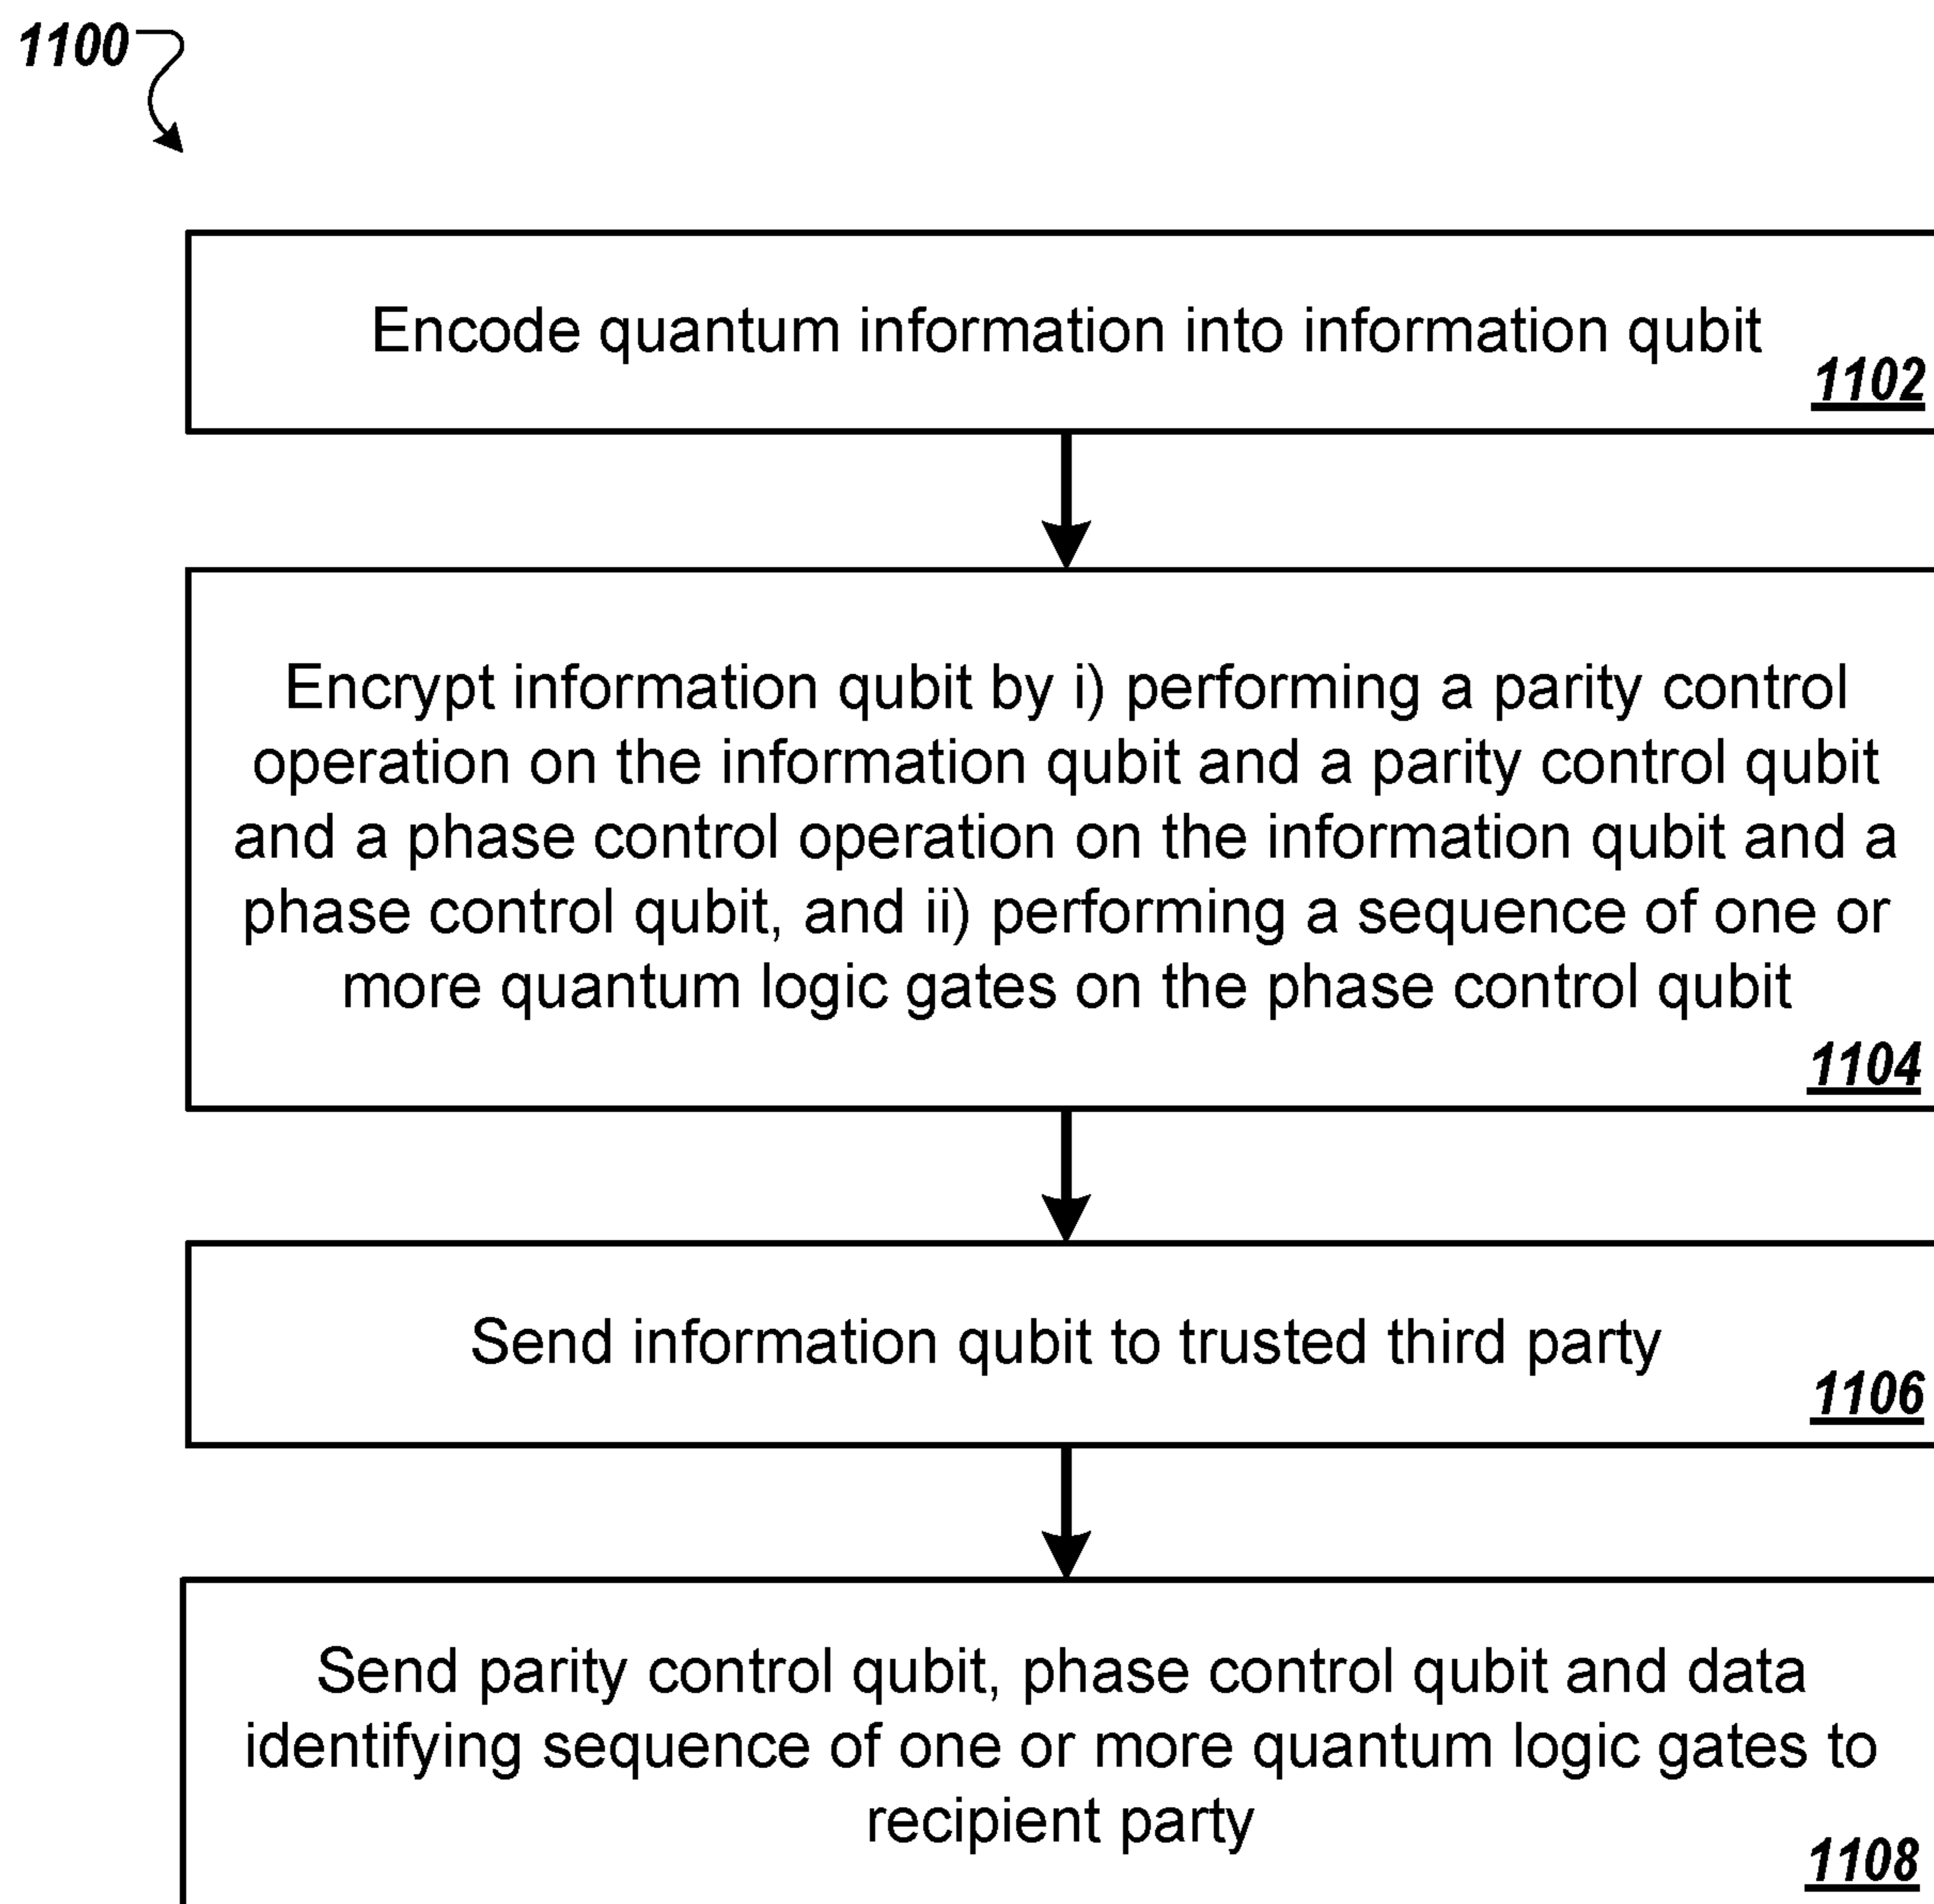 1100
Encode quantum information into information qubit
1102
Encrypt information qubit by i) performing a parity control
operation on the information qubit and a parity control qubit
and a phase control operation on the information qubit and a
phase control qubit, and ii) performing a sequence of one or
more quantum logic gates on the phase control qubit
1104
Send information qubit to trusted third party
1106
Send parity control qubit, phase control qubit and data
identifying sequence of one or more quantum logic gates to
recipient party
1108